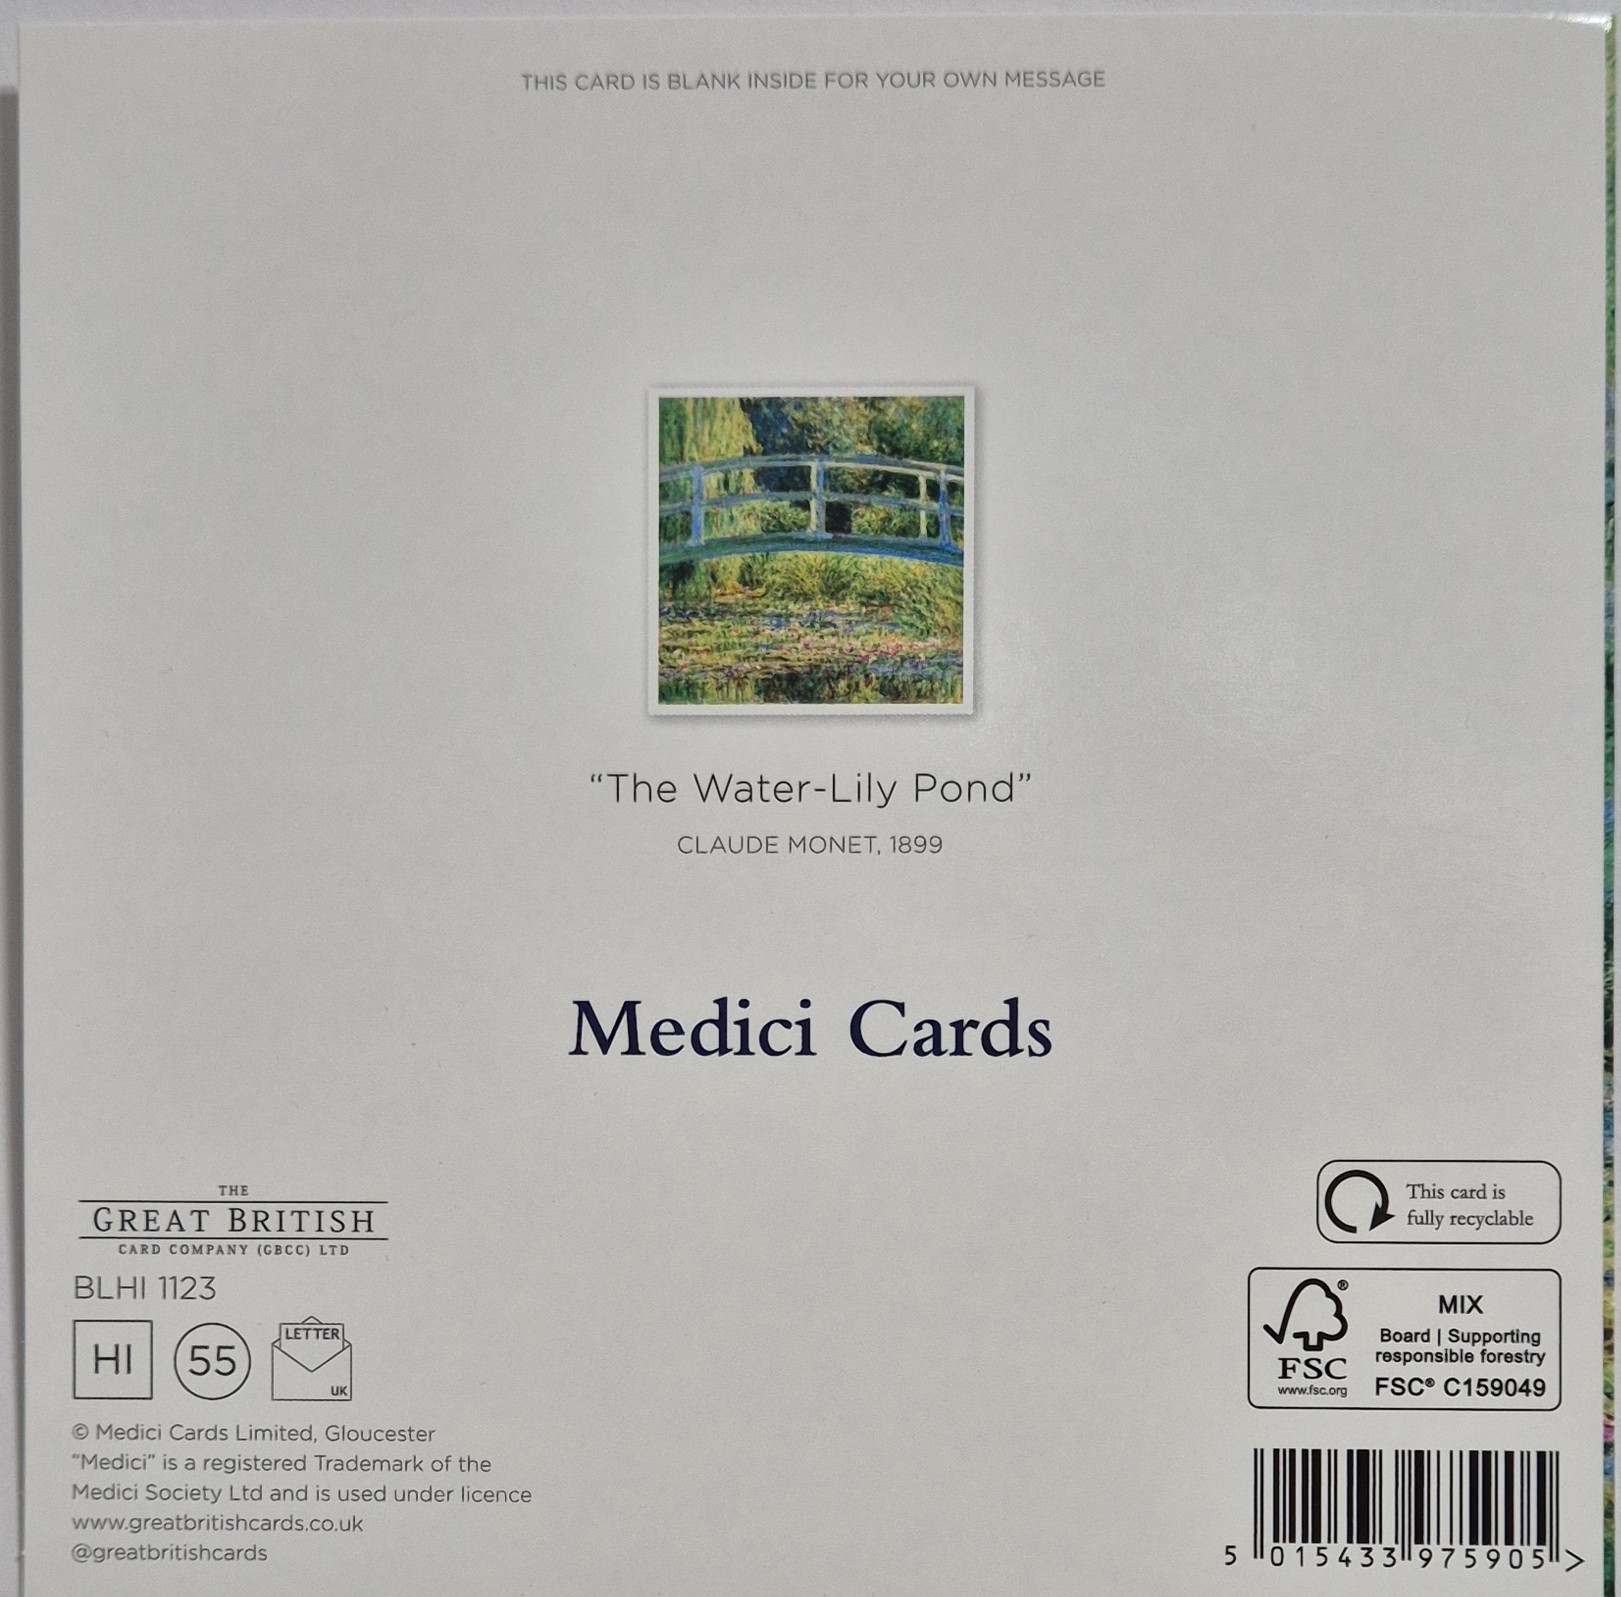 THIS CARD IS BLANK INSIDE FOR YOUR OWN MESSAGE
“The Water-Lily Pond”
CLAUDE MONET, 1899
Medici Cards
THE
GREAT BRITISH
CARD COMPANY (GBCC) LTD
BLHI 1123
HI
55
LETTER
UK
© Medici Cards Limited, Gloucester
“Medici” is a registered Trademark of the
Medici Society Ltd and is used under licence
www.greatbritishcards.co.uk
@greatbritishcards
This card is
fully recyclable
®
FSC
www.fsc.org
MIX
Board | Supporting
responsible forestry
FSC® C159049
5 015433 975905 >